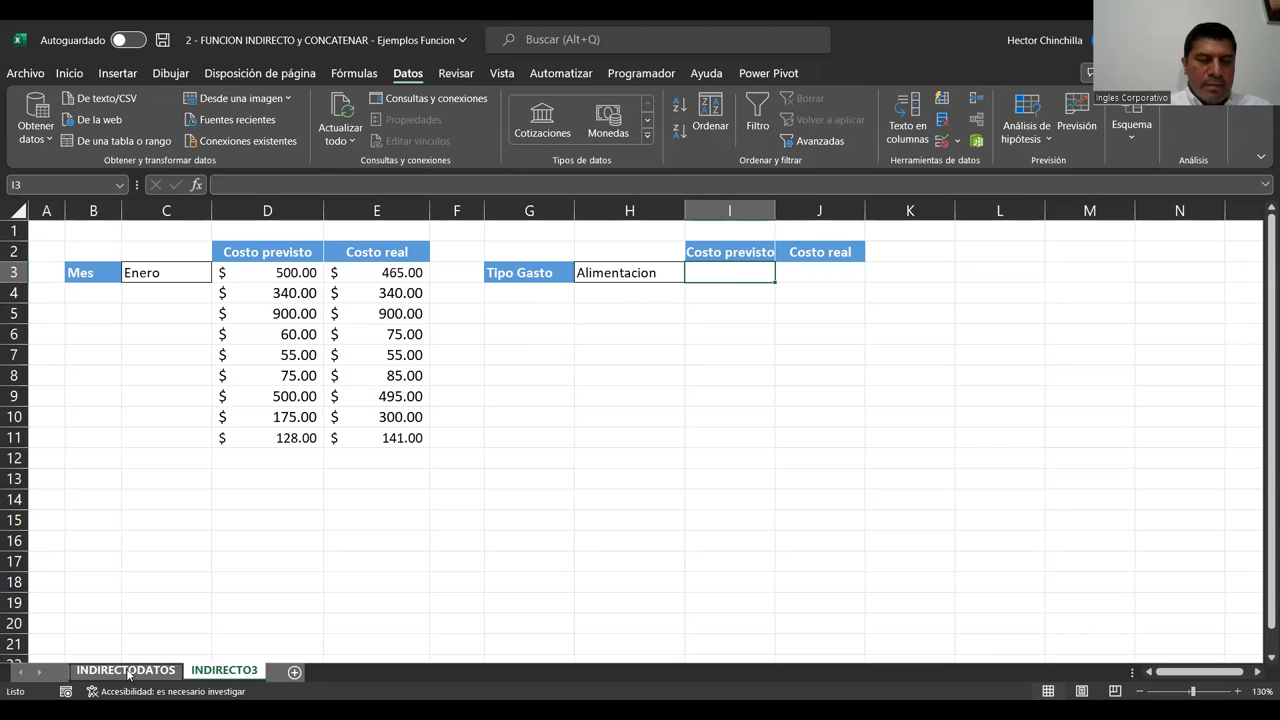 Autoguardado 2 - FUNCION INDIRECTO y CONCATENAR - Ejemplos Funcion Buscar (Alt+Q) Hector Chinchilla
Archivo Inicio Insertar Dibujar Disposición de página Fórmulas Datos Revisar Vista Automatizar Programador Ayuda Power Pivot
Ingles Corporativo
Obtener datos
De texto/CSV
De la web
De una tabla o rango
Desde una imagen
Fuentes recientes
Conexiones existentes
Obtener y transformar datos
Actualizar todo
Consultas y conexiones
Propiedades
Editar vínculos
Consultas y conexiones
Cotizaciones Monedas
Tipos de datos
Ordenar
Filtro
Borrar
Volver a aplicar
Avanzadas
Ordenar y filtrar
Texto en columnas
Herramientas de datos
Análisis de hipótesis
Previsión
Previsión
Esquema
Análisis
I3 fx
A B C D E F G H I J K L M N
1
2 Costo previsto Costo real Costo previsto Costo real
3 Mes Enero $ 500.00 $ 465.00 Tipo Gasto Alimentacion
4 $ 340.00 $ 340.00
5 $ 900.00 $ 900.00
6 $ 60.00 $ 75.00
7 $ 55.00 $ 55.00
8 $ 75.00 $ 85.00
9 $ 500.00 $ 495.00
10 $ 175.00 $ 300.00
11 $ 128.00 $ 141.00
12
13
14
15
16
17
18
19
20
21
INDIRECTODATOS INDIRECTO3
Listo Accesibilidad: es necesario investigar 130%